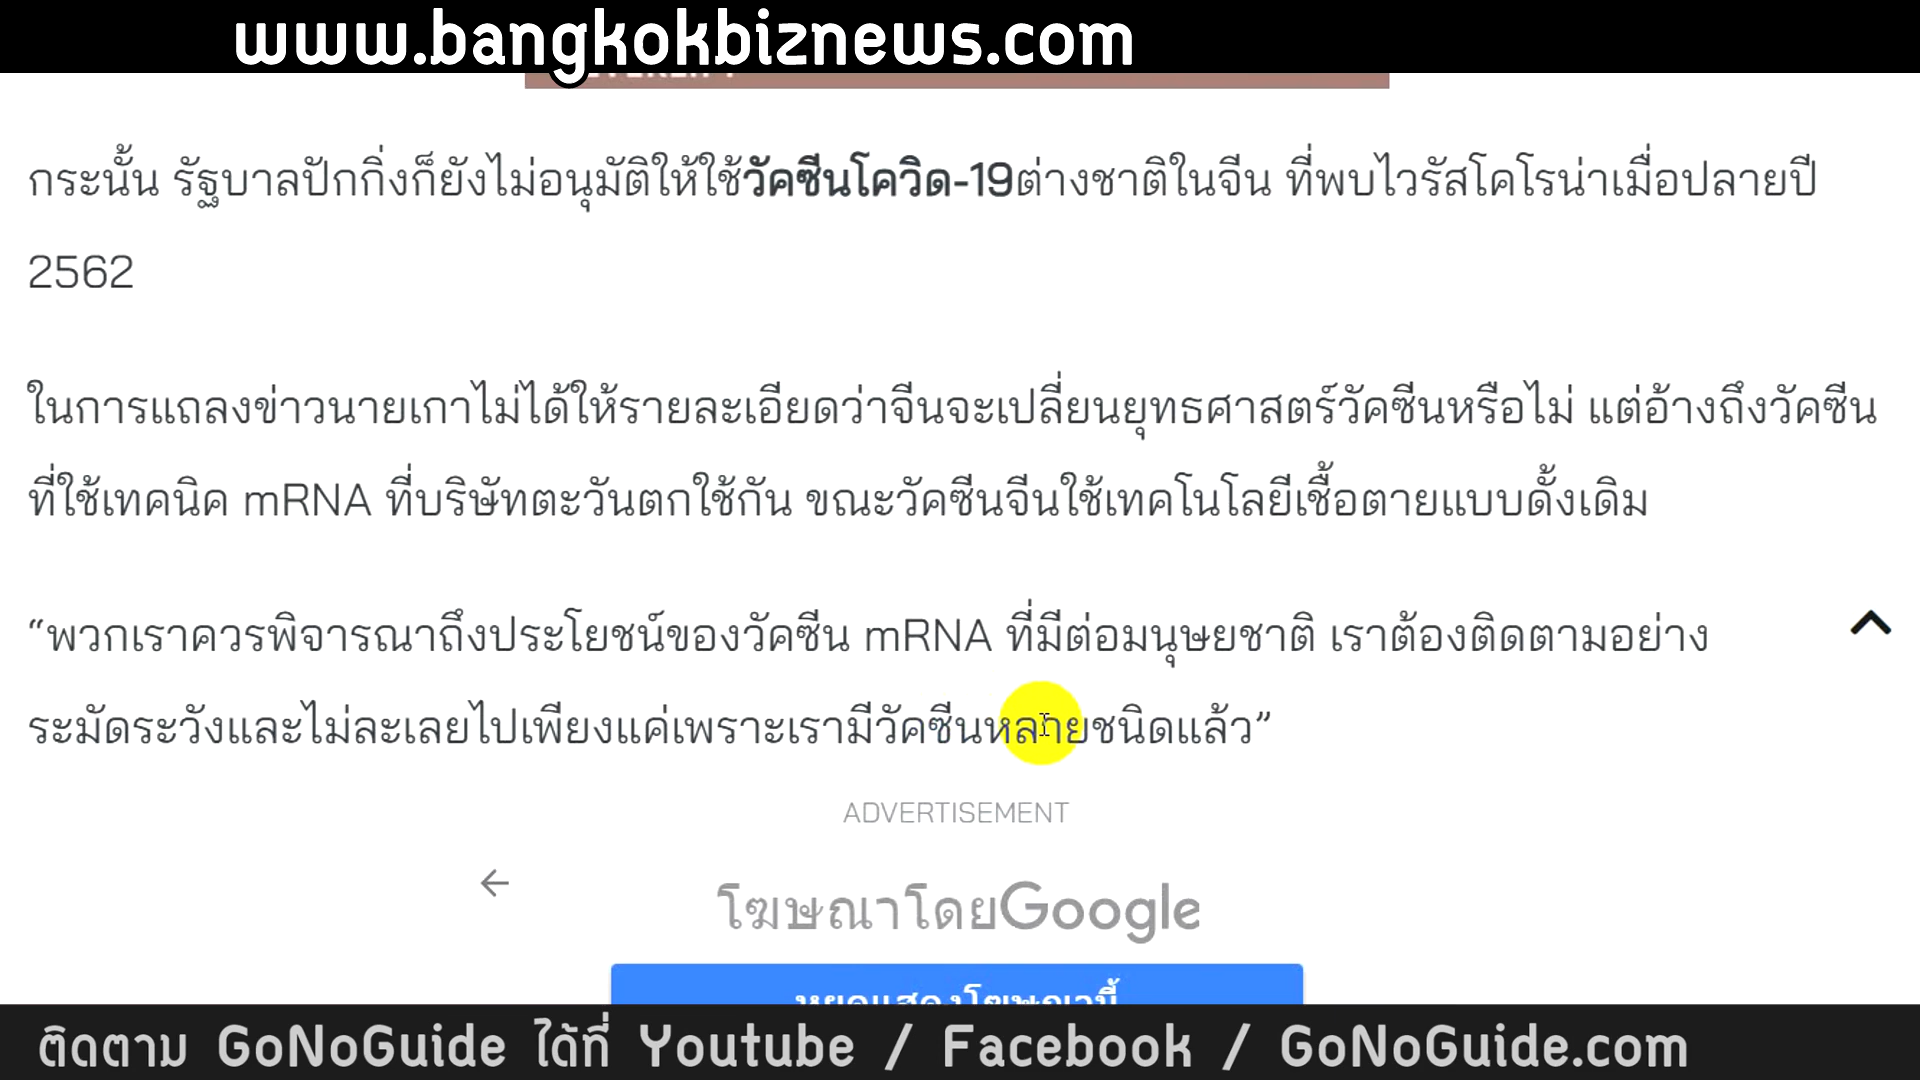 www.bangkokbiznews.com
กระนั้น รัฐบาลปักกิ่งก็ยังไม่อนุมัติให้ใช้วัคซีนโควิด-19ต่างชาติในจีน ที่พบไวรัสโคโรน่าเมื่อปลายปี
2562
ในการแถลงข่าวนายเกาไม่ได้ให้รายละเอียดว่าจีนจะเปลี่ยนยุทธศาสตร์วัคซีนหรือไม่ แต่อ้างถึงวัคซีน
ที่ใช้เทคนิค mRNA ที่บริษัทตะวันตกใช้กัน ขณะวัคซีนจีนใช้เทคโนโลยีเชื้อตายแบบดั้งเดิม
“พวกเราควรพิจารณาถึงประโยชน์ของวัคซีน mRNA ที่มีต่อมนุษยชาติ เราต้องติดตามอย่าง
ระมัดระวังและไม่ละเลยไปเพียงแค่เพราะเรามีวัคซีนหลายชนิดแล้ว”
ADVERTISEMENT
โฆษณาโดยGoogle
หยุดแสดงโฆษณานี้
ติดตาม GoNoGuide ได้ที่ Youtube / Facebook / GoNoGuide.com